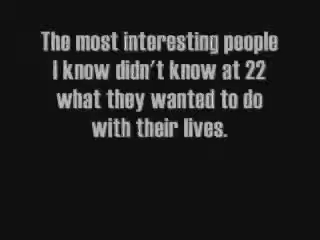 The most interesting people
I know didn't know at 22
what they wanted to do
with their lives.